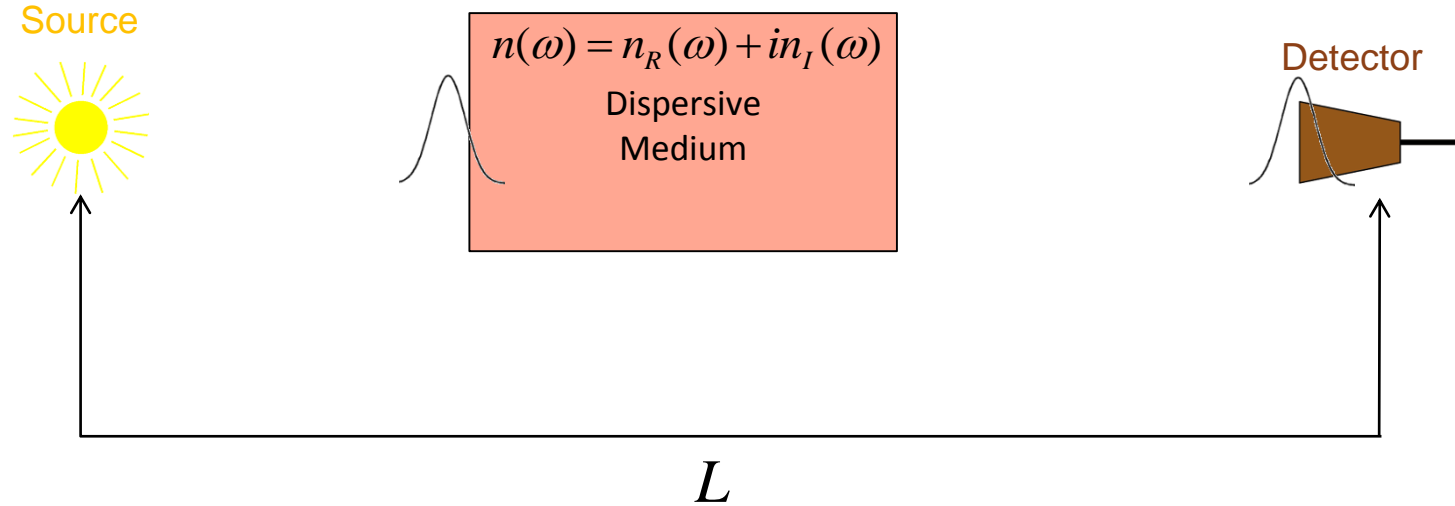 Source
n(ω) = n_R(ω) + in_I(ω)
Dispersive
Medium
Detector
L